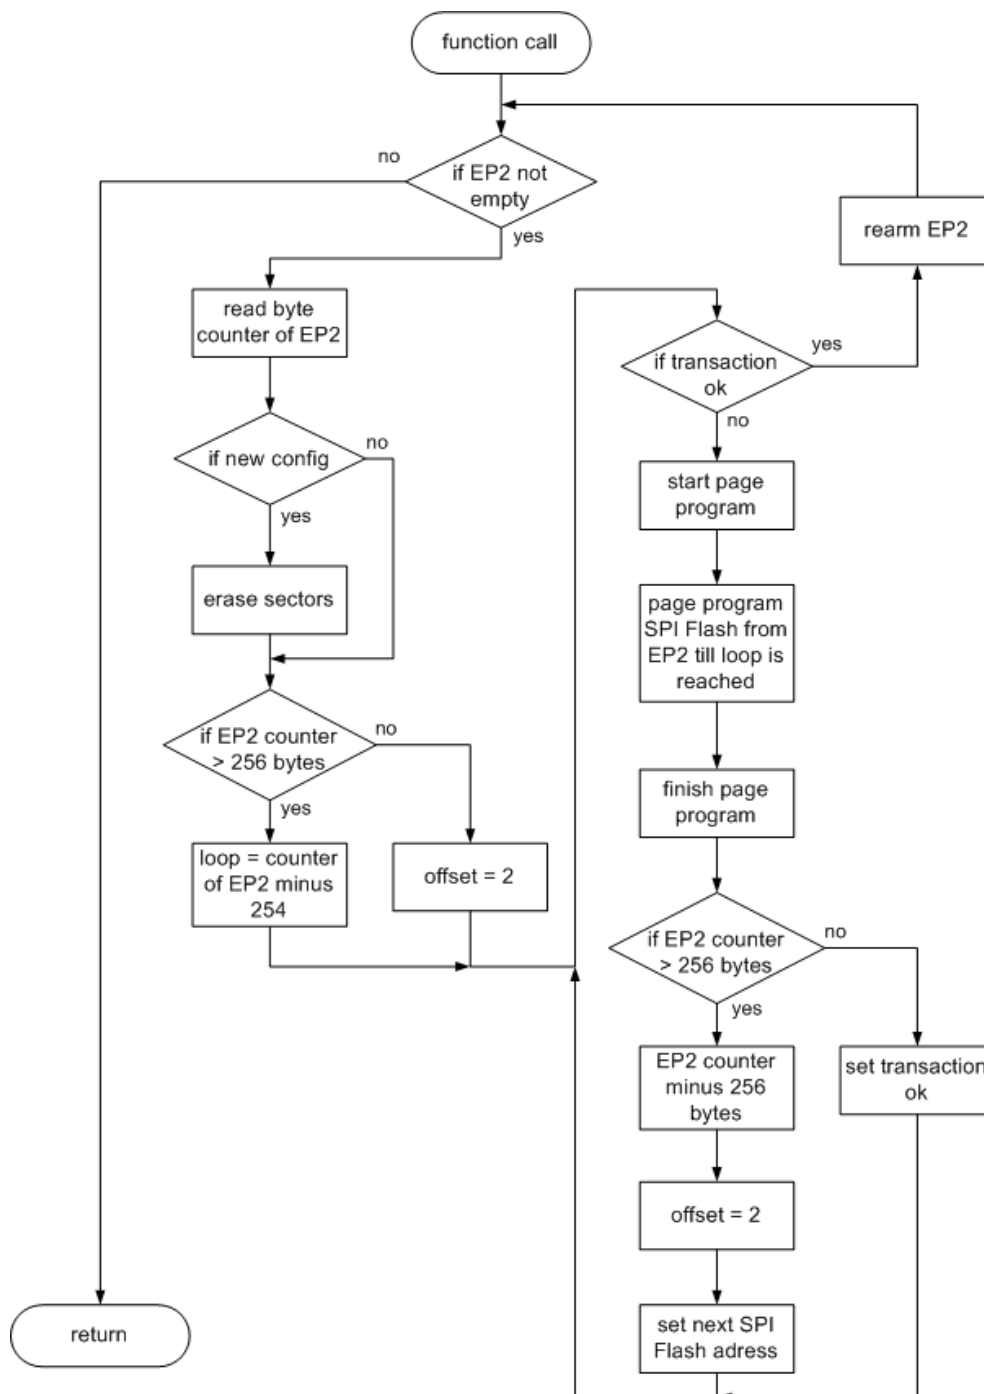 function call
no
if EP2 not
empty
yes
read byte
counter of EP2
if new config
no
yes
erase sectors
if EP2 counter
> 256 bytes
no
yes
loop = counter
of EP2 minus
254
offset = 2
return
rearm EP2
if transaction
ok
yes
no
start page
program
page program
SPI Flash from
EP2 till loop is
reached
finish page
program
if EP2 counter
> 256 bytes
no
yes
EP2 counter
minus 256
bytes
set transaction
ok
offset = 2
set next SPI
Flash adress